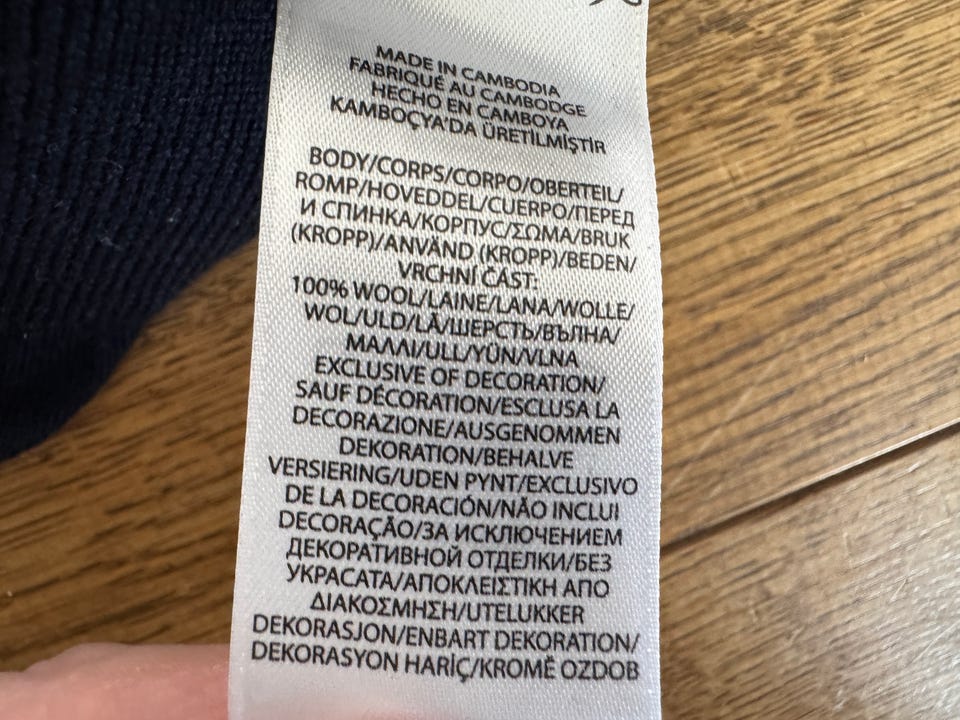 MADE IN CAMBODIA
FABRIQUÉ AU CAMBODGE
HECHO EN CAMBOYA
KAMBOÇYA'DA ÜRETİLMİŞTİR
BODY/CORPS/CORPO/OBERTEIL/
ROMP/HOVEDDEL/CUERPO/ПЕРЕД
И СПИНКА/КОРПУС/ΣΩΜΑ/BRUK
(KROPP)/ANVÄND (KROPP)/BEDEN/
VRCHNÍ ČÁST:
100% WOOL/LAINE/LANA/WOLLE/
WOL/ULD/LÃ/ШЕРСТЬ/ВЪЛНА/
ΜΑΛΛΙ/ULL/YÜN/VLNA
EXCLUSIVE OF DECORATION/
SAUF DÉCORATION/ESCLUSA LA
DECORAZIONE/AUSGENOMMEN
DEKORATION/BEHALVE
VERSIERING/UDEN PYNT/EXCLUSIVO
DE LA DECORACIÓN/NÃO INCLUI
DECORAÇÃO/ЗА ИСКЛЮЧЕНИЕМ
ДЕКОРАТИВНОЙ ОТДЕЛКИ/БЕЗ
УКРАСАТА/ΑΠΟΚΛΕΙΣΤΙΚΗ ΑΠΟ
ΔΙΑΚΟΣΜΗΣΗ/UTELUKKER
DEKORASJON/ENBART DEKORATION/
DEKORASYON HARİÇ/KROMĚ OZDOB